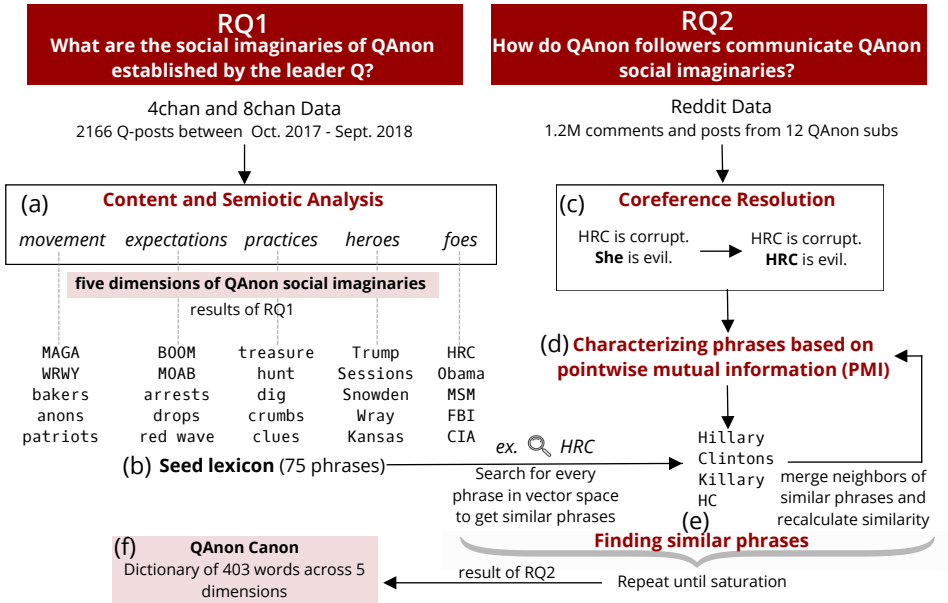 RQ1
What are the social imaginaries of QAnon
established by the leader Q?
4chan and 8chan Data
2166 Q-posts between Oct. 2017 - Sept. 2018
(a)
Content and Semiotic Analysis
movement expectations practices heroes foes
five dimensions of QAnon social imaginaries
results of RQ1
MAGA BOOM treasure Trump HRC
WRWY MOAB hunt Sessions Obama
bakers arrests dig Snowden MSM
anons drops crumbs Wray FBI
patriots red wave clues Kansas CIA
(b) Seed lexicon (75 phrases)
RQ2
How do QAnon followers communicate QAnon
social imaginaries?
Reddit Data
1.2M comments and posts from 12 QAnon subs
(c)
Coreference Resolution
HRC is corrupt. HRC is corrupt.
She is evil. HRC is evil.
(d) Characterizing phrases based on
pointwise mutual information (PMI)
ex. HRC
Search for every
phrase in vector space
to get similar phrases
Hillary
Clintons
Killary
HC
merge neighbors of
similar phrases and
recalculate similarity
(e)
Finding similar phrases
Repeat until saturation
result of RQ2
(f)
QAnon Canon
Dictionary of 403 words across 5
dimensions